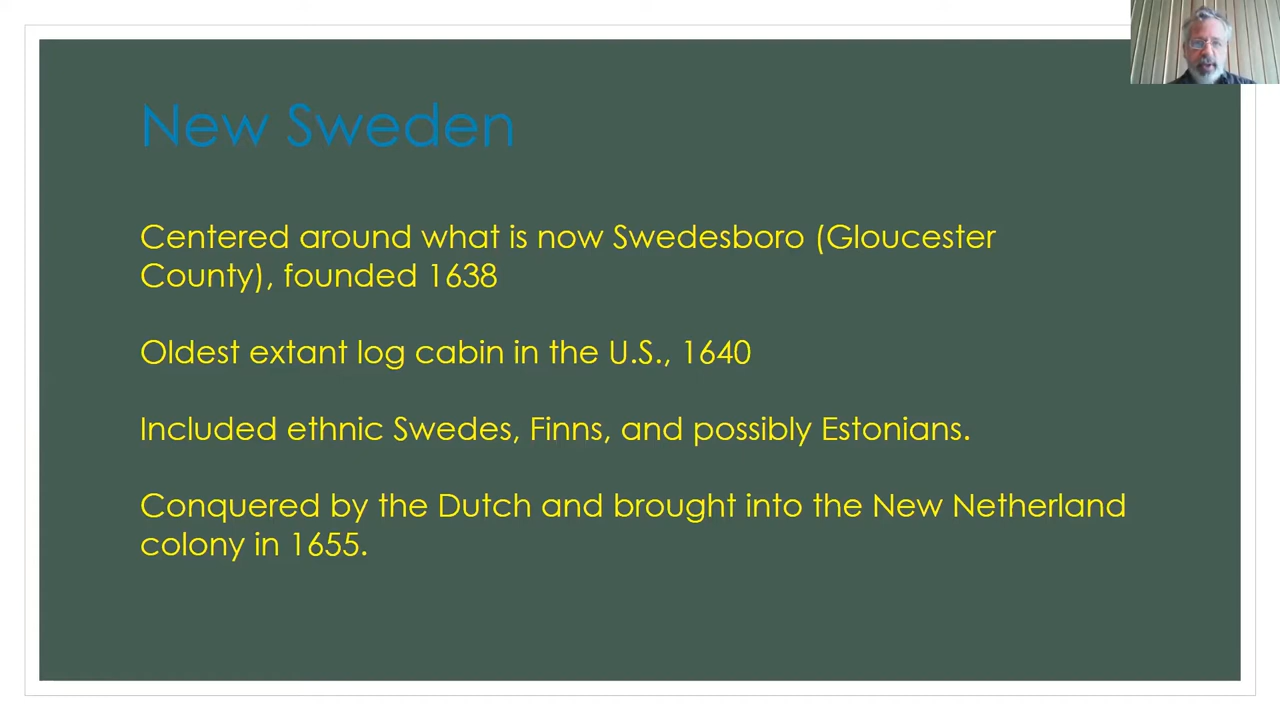 New Sweden
Centered around what is now Swedesboro (Gloucester
County), founded 1638
Oldest extant log cabin in the U.S., 1640
Included ethnic Swedes, Finns, and possibly Estonians.
Conquered by the Dutch and brought into the New Netherland
colony in 1655.